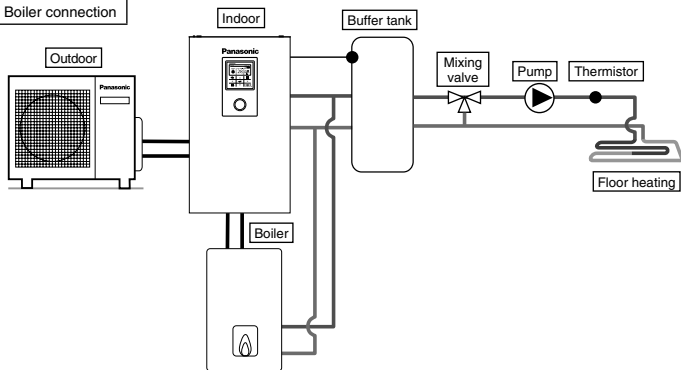 Boiler connection
Indoor
Buffer tank
Outdoor
Panasonic
Panasonic
Mixing
valve
Pump
Thermistor
Floor heating
Boiler